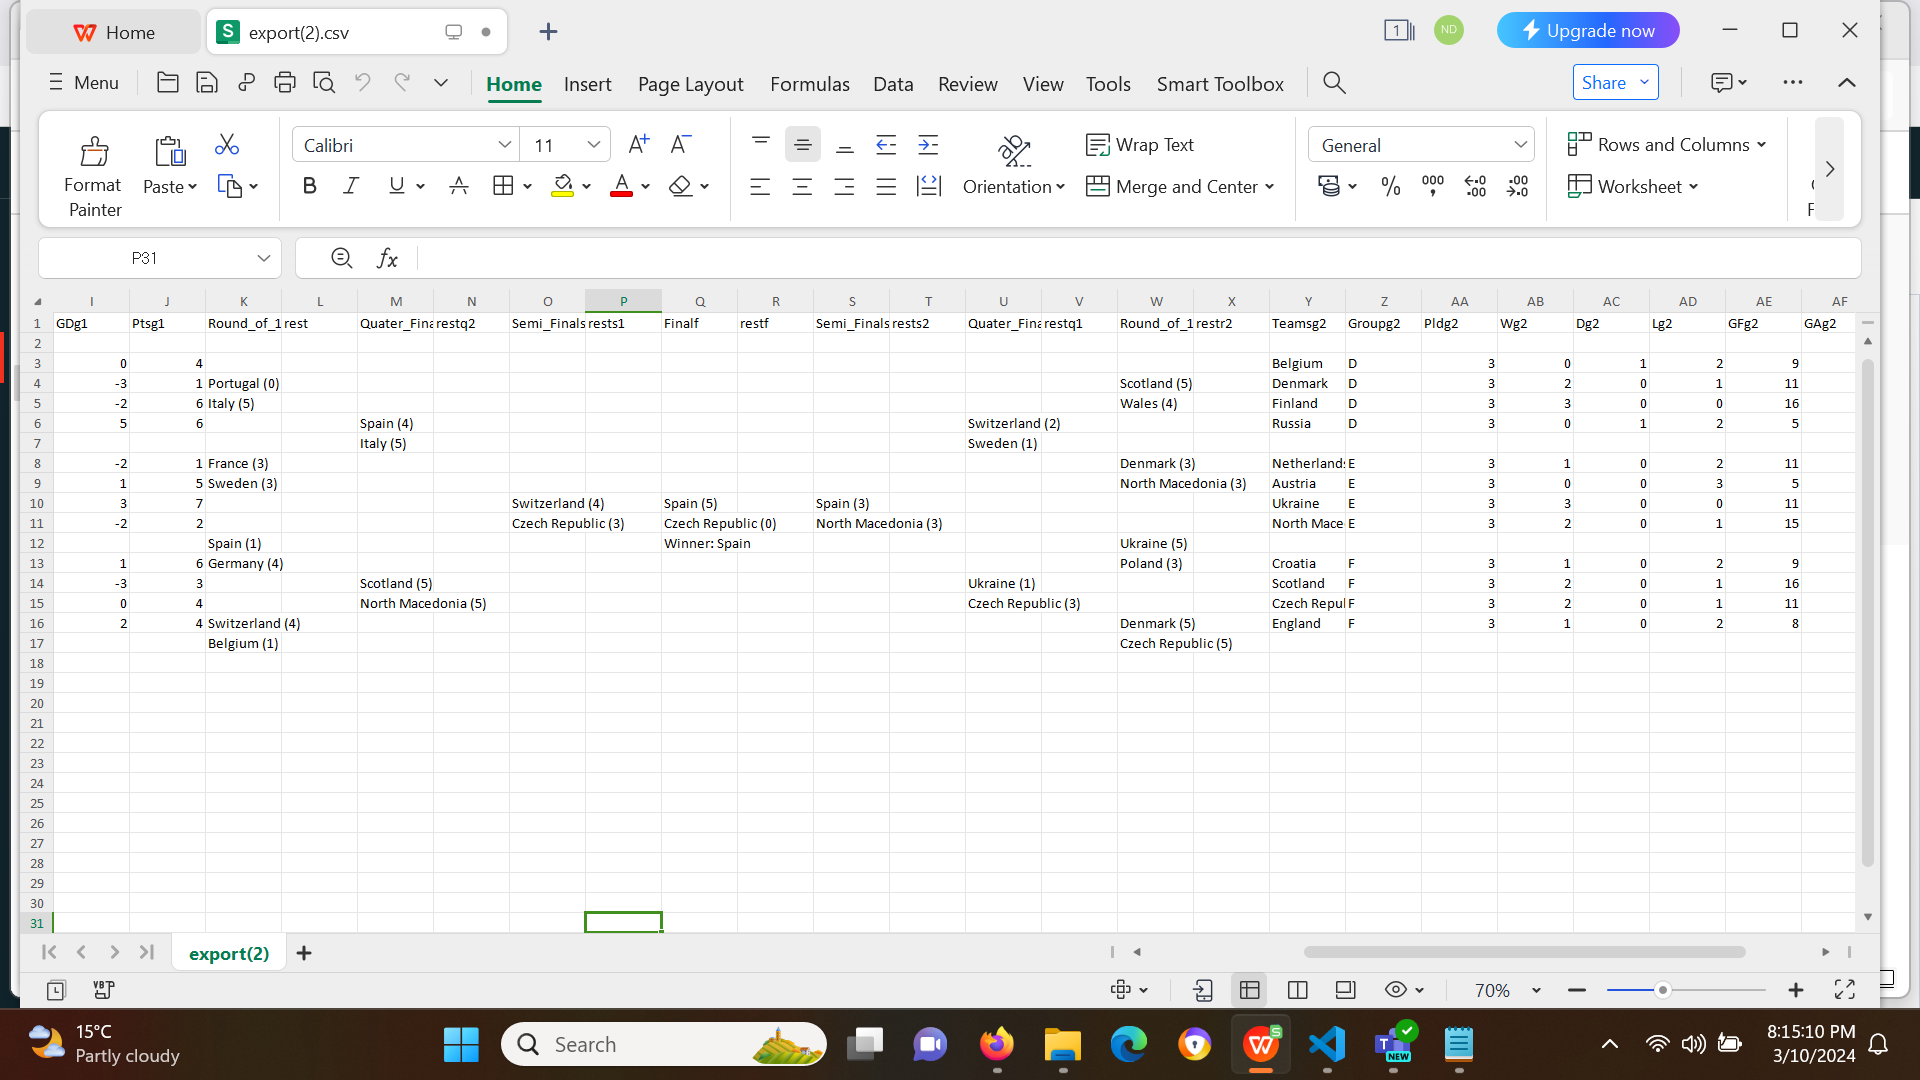 Home
export(2).csv
1
ND
Upgrade now
Menu
Home Insert Page Layout Formulas Data Review View Tools Smart Toolbox
Share
Format Painter
Paste
Calibri 11
Orientation
Wrap Text
Merge and Center
General
Rows and Columns
Worksheet
P31
I J K L M N O P Q R S T U V W X Y Z AA AB AC AD AE AF
1 GDg1 Ptsg1 Round_of_1 rest Quater_Fina restq2 Semi_Finals rests1 Finalf restf Semi_Finals rests2 Quater_Fina restq1 Round_of_1 restr2 Teamsg2 Groupg2 Pldg2 Wg2 Dg2 Lg2 GFg2 GAg2
2
3 0 4 Belgium D 3 0 1 2 9
4 -3 1 Portugal (0) Scotland (5) Denmark D 3 2 0 1 11
5 -2 6 Italy (5) Wales (4) Finland D 3 3 0 0 16
6 5 6 Spain (4) Switzerland (2) Russia D 3 0 1 2 5
7 Italy (5) Sweden (1)
8 -2 1 France (3) Denmark (3) Netherlands E 3 1 0 2 11
9 1 5 Sweden (3) North Macedonia (3) Austria E 3 0 0 3 5
10 3 7 Switzerland (4) Spain (5) Spain (3) Ukraine E 3 3 0 0 11
11 -2 2 Czech Republic (3) Czech Republic (0) North Macedonia (3) North Mace E 3 2 0 1 15
12 Spain (1) Winner: Spain Ukraine (5)
13 1 6 Germany (4) Poland (3) Croatia F 3 1 0 2 9
14 -3 3 Scotland (5) Ukraine (1) Scotland F 3 2 0 1 16
15 0 4 North Macedonia (5) Czech Republic (3) Czech Repul F 3 2 0 1 11
16 2 4 Switzerland (4) Denmark (5) England F 3 1 0 2 8
17 Belgium (1) Czech Republic (5)
18
19
20
21
22
23
24
25
26
27
28
29
30
31
export(2)
70%
15°C
Partly cloudy
Search
NEW
8:15:10 PM
3/10/2024